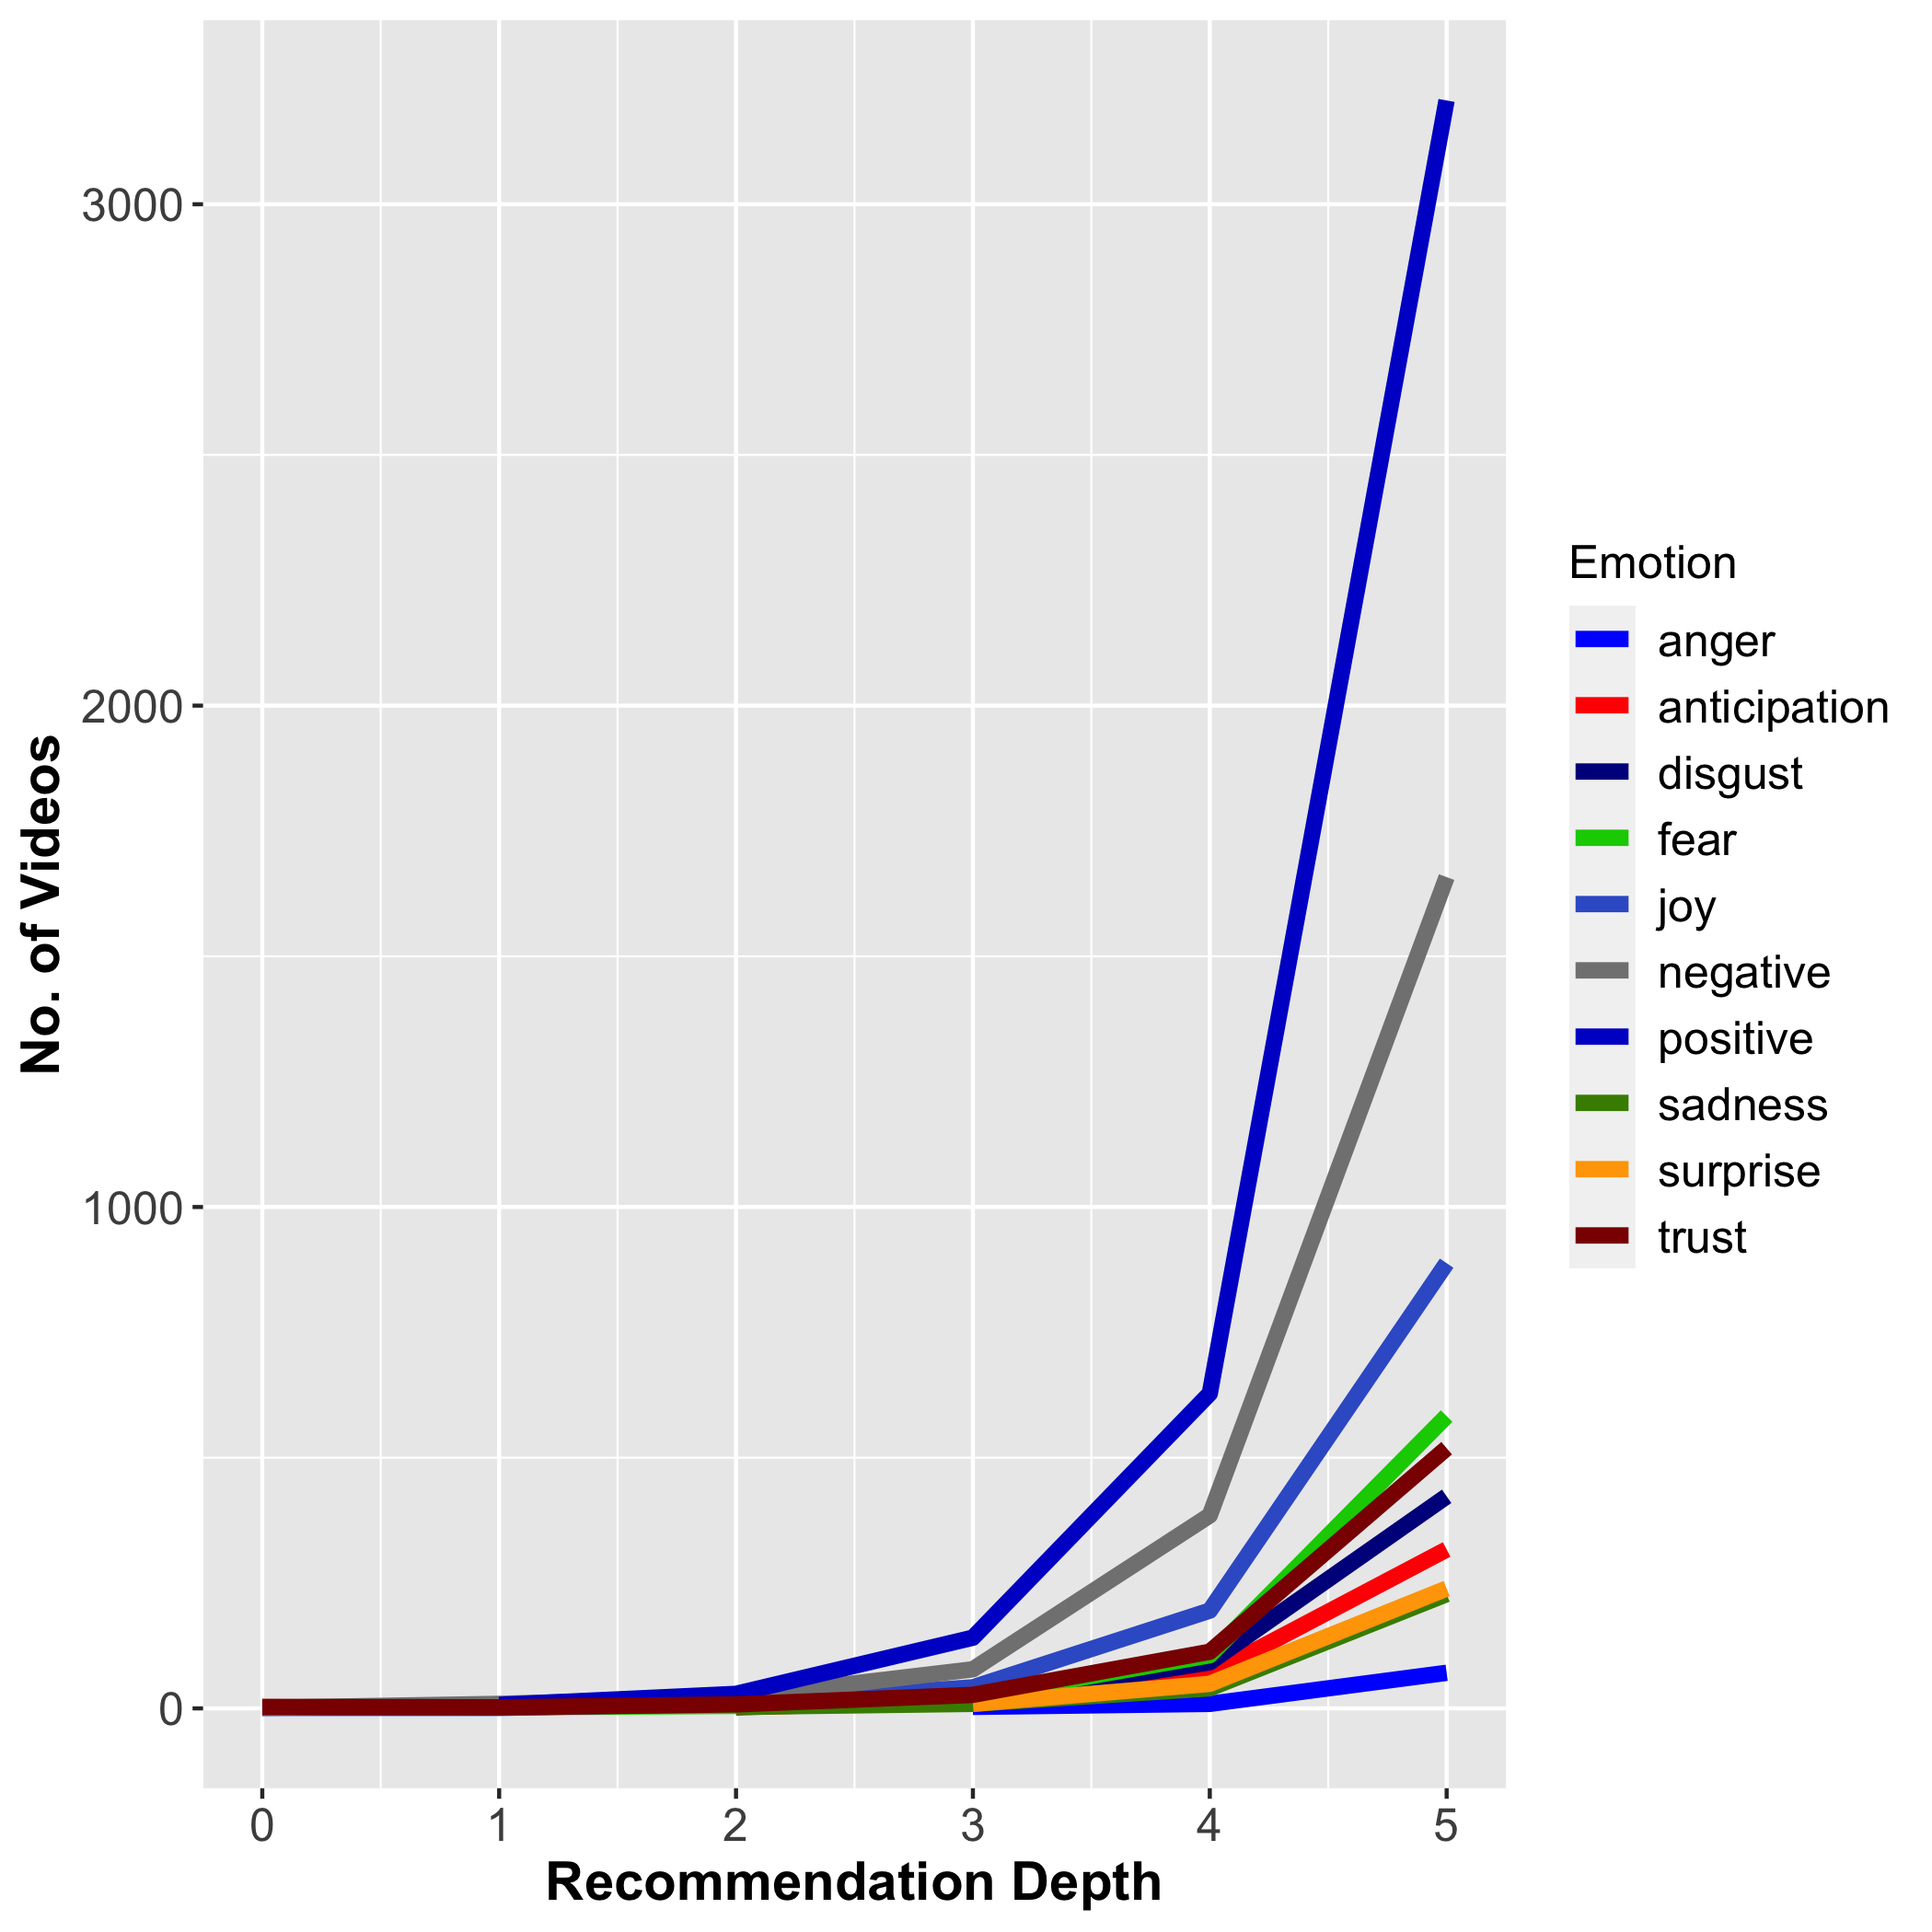 3000
2000
1000
0
No. of Videos
0 1 2 3 4 5
Recommendation Depth
Emotion
anger
anticipation
disgust
fear
joy
negative
positive
sadness
surprise
trust